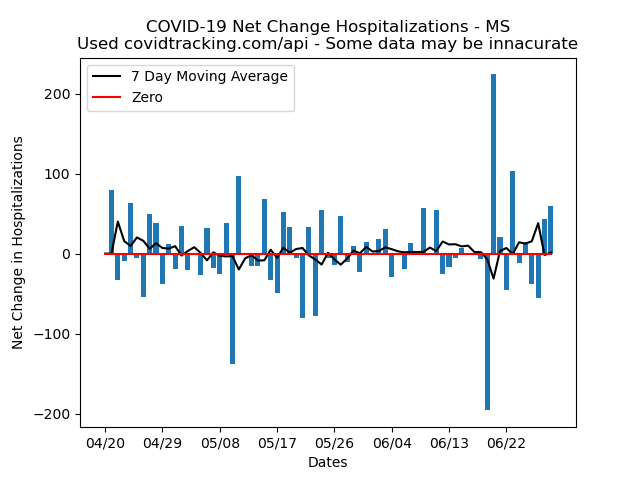 COVID-19 Net Change Hospitalizations - MS
Used covidtracking.com/api - Some data may be innacurate
7 Day Moving Average
Zero
Net Change in Hospitalizations
200
100
0
−100
−200
04/20 04/29 05/08 05/17 05/26 06/04 06/13 06/22
Dates